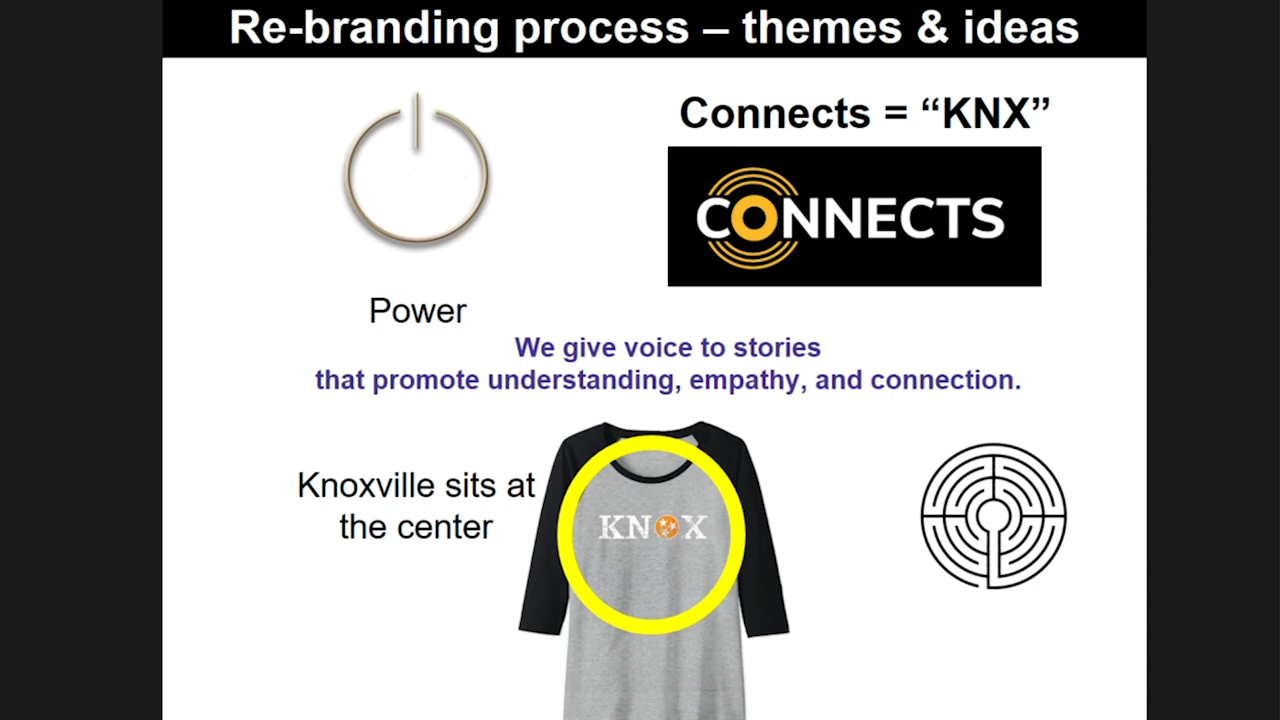 Re-branding process – themes & ideas
Connects = “KNX”
CONNECTS
Power
We give voice to stories
that promote understanding, empathy, and connection.
Knoxville sits at
the center
KNOX